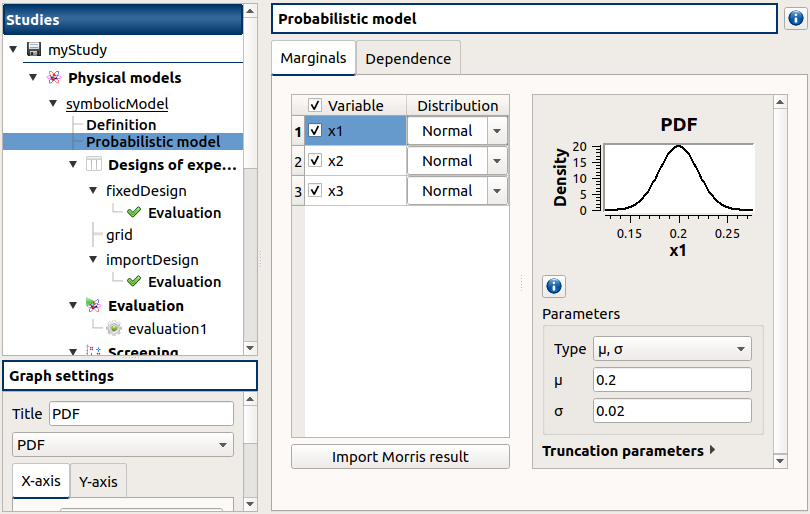 Studies
myStudy
Physical models
symbolicModel
Definition
Probabilistic model
Designs of expe...
fixedDesign
Evaluation
grid
importDesign
Evaluation
Evaluation
evaluation1
Screening
Graph settings
Title PDF
PDF
X-axis Y-axis
Probabilistic model
Marginals Dependence
Variable Distribution
1 x1 Normal
2 x2 Normal
3 x3 Normal
Import Morris result
PDF
Density
20
15
10
5
0
0.15 0.2 0.25
x1
Parameters
Type μ, σ
μ 0.2
σ 0.02
Truncation parameters